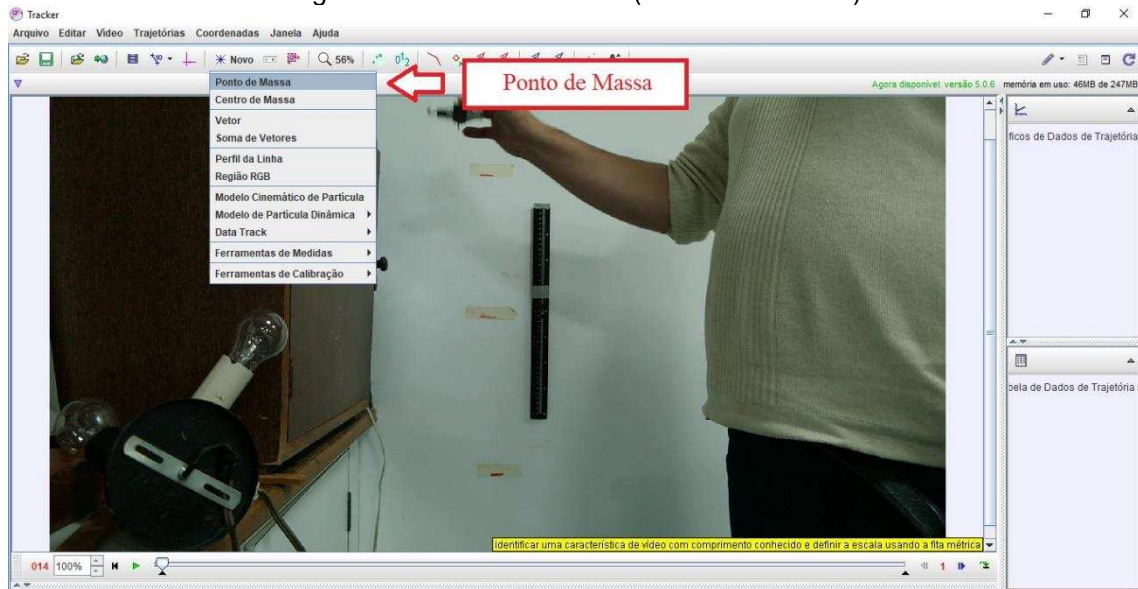 Tracker
Arquivo Editar Video Trajetórias Coordenadas Janela Ajuda
Novo 56%
Ponto de Massa
Agora disponível: versão 5.0.6 memória em uso: 46MB de 247MB
Ponto de Massa
Centro de Massa
Vetor
Soma de Vetores
Perfil da Linha
Região RGB
Modelo Cinemático de Partícula
Modelo de Partícula Dinâmica
Data Track
Ferramentas de Medidas
Ferramentas de Calibração
ficos de Dados de Trajetória
bela de Dados de Trajetória
Identificar uma característica de vídeo com comprimento conhecido e definir a escala usando a fita métrica
014 100% 1